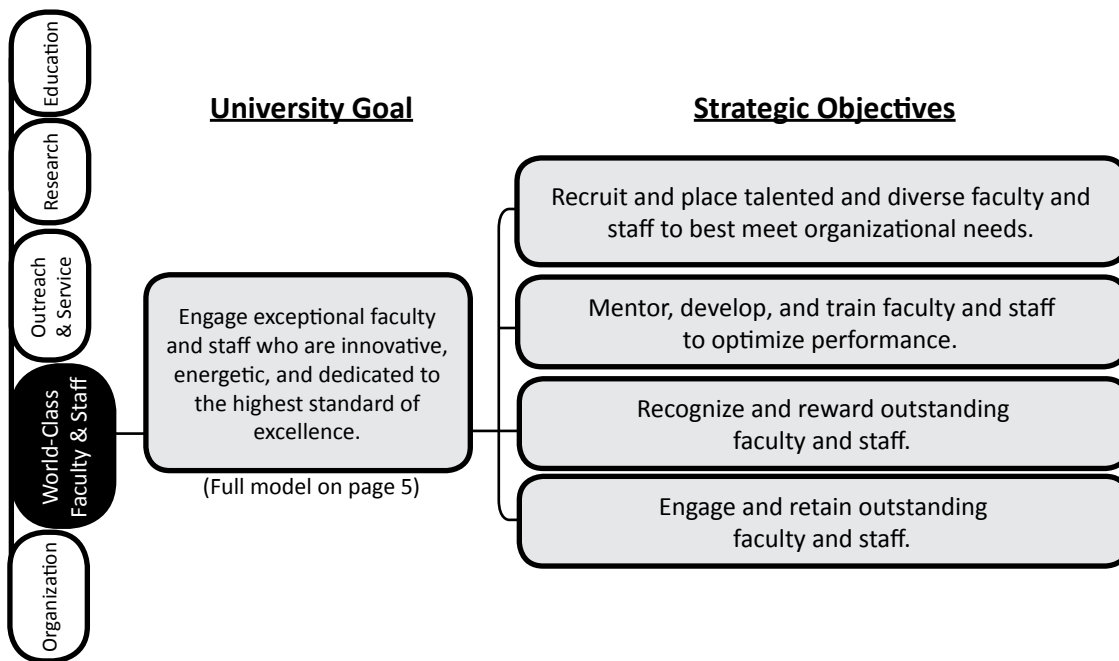 Education
Research
Outreach
& Service
World-Class
Faculty & Staff
Organization
University Goal
Engage exceptional faculty
and staff who are innovative,
energetic, and dedicated to
the highest standard of
excellence.
(Full model on page 5)
Strategic Objectives
Recruit and place talented and diverse faculty and
staff to best meet organizational needs.
Mentor, develop, and train faculty and staff
to optimize performance.
Recognize and reward outstanding
faculty and staff.
Engage and retain outstanding
faculty and staff.